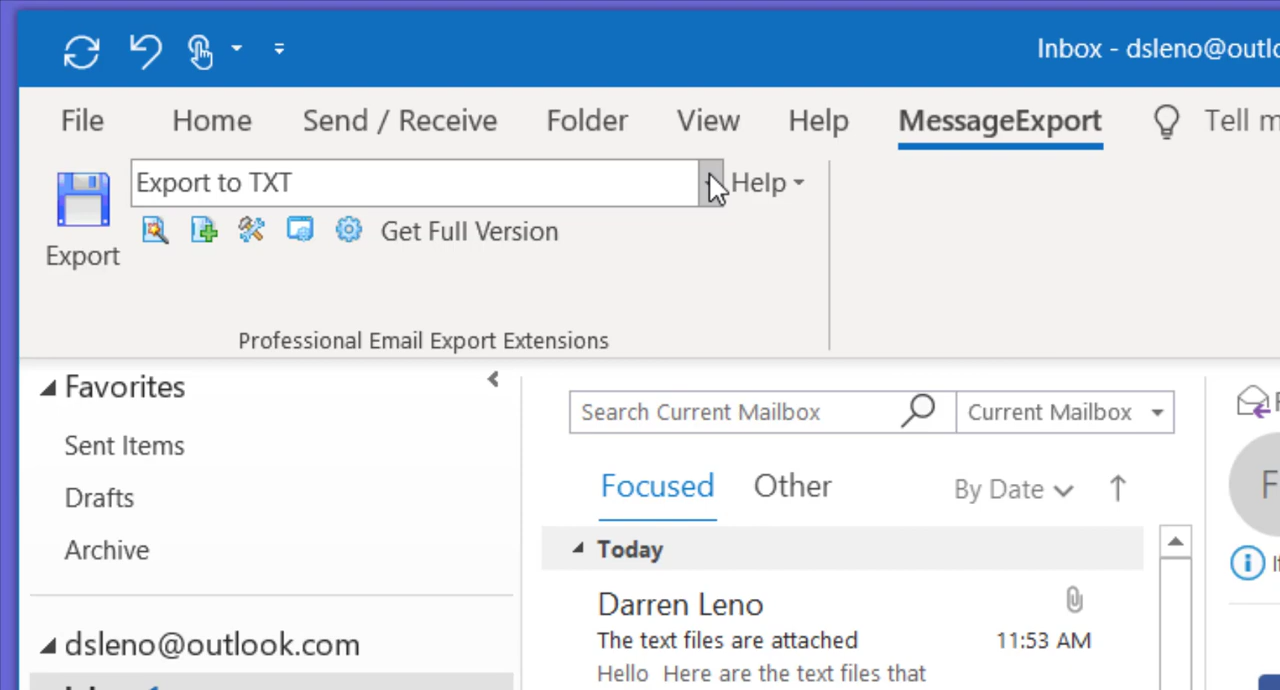 Inbox - dsleno@outlo
File Home Send / Receive Folder View Help MessageExport Tell m
Export to TXT Help
Get Full Version
Export
Professional Email Export Extensions
Favorites
Sent Items
Drafts
Archive
dsleno@outlook.com
Search Current Mailbox Current Mailbox
Focused Other By Date
Today
Darren Leno
The text files are attached 11:53 AM
Hello Here are the text files that
F